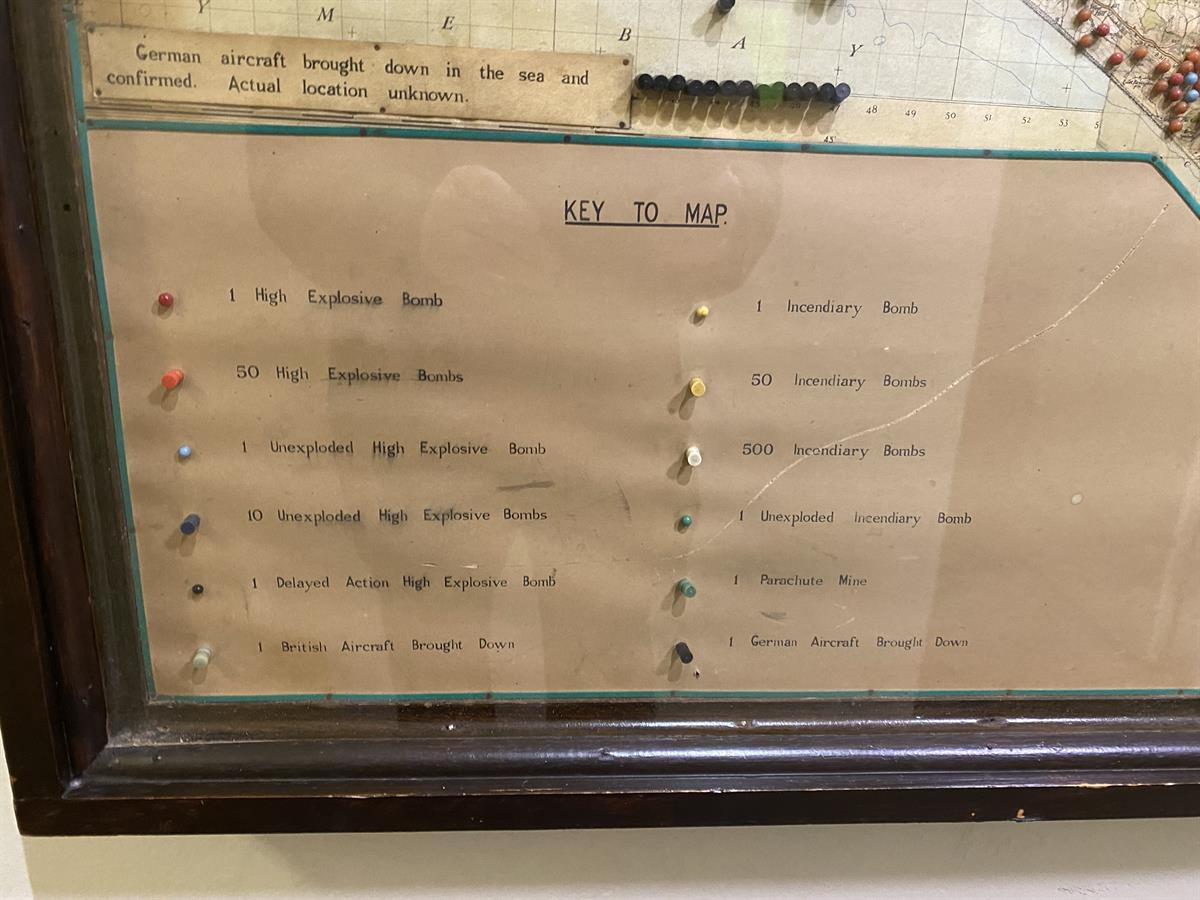 Y M E B A Y
German aircraft brought down in the sea and
confirmed. Actual location unknown.
48 49 50 51 52 53
45
KEY TO MAP.
1 High Explosive Bomb
50 High Explosive Bombs
1 Unexploded High Explosive Bomb
10 Unexploded High Explosive Bombs
1 Delayed Action High Explosive Bomb
1 British Aircraft Brought Down
1 Incendiary Bomb
50 Incendiary Bombs
500 Incendiary Bombs
1 Unexploded Incendiary Bomb
1 Parachute Mine
1 German Aircraft Brought Down